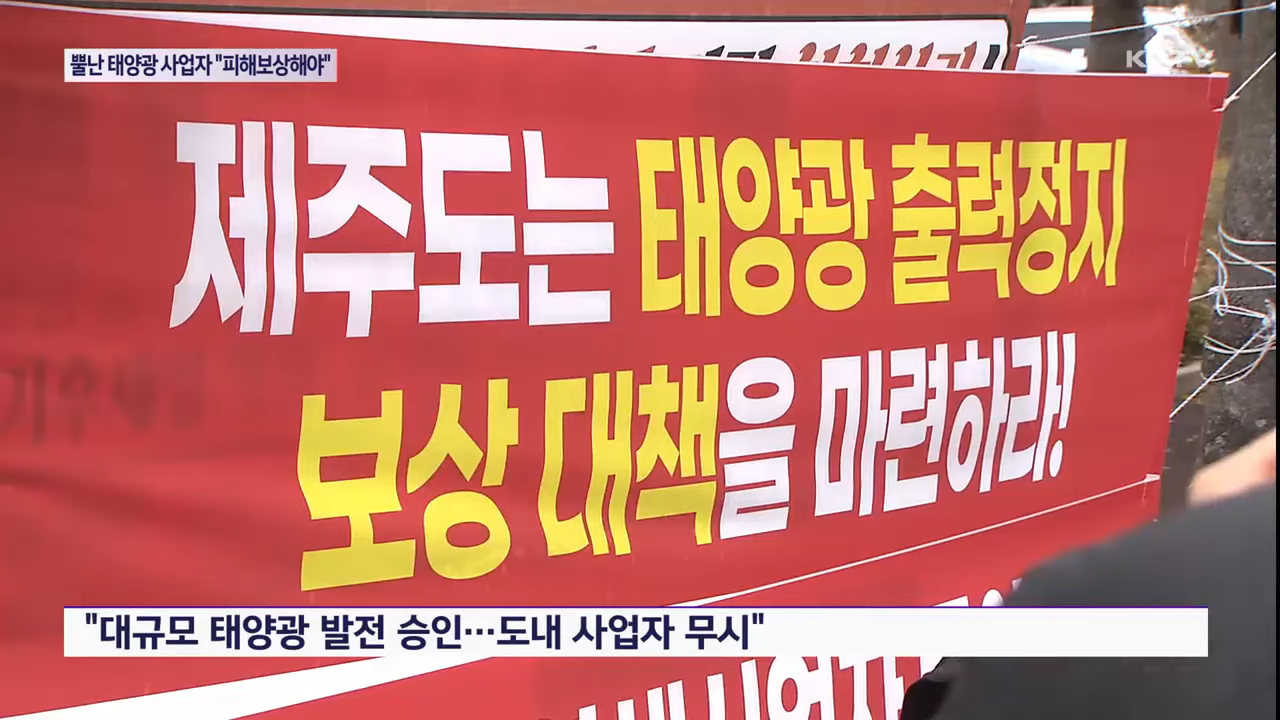 뿔난 태양광 사업자 "피해보상해야"
제주도는 태양광 출력정지
보상 대책을 마련하라!
"대규모 태양광 발전 승인…도내 사업자 무시"